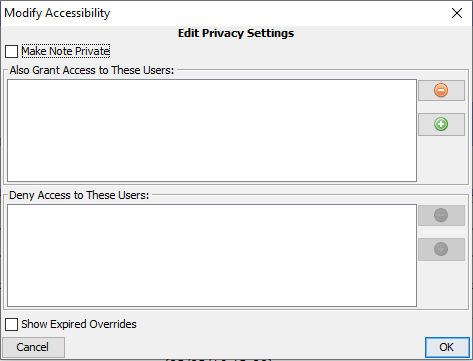 Modify Accessibility
Edit Privacy Settings
Make Note Private
Also Grant Access to These Users:
Deny Access to These Users:
Show Expired Overrides
Cancel
OK